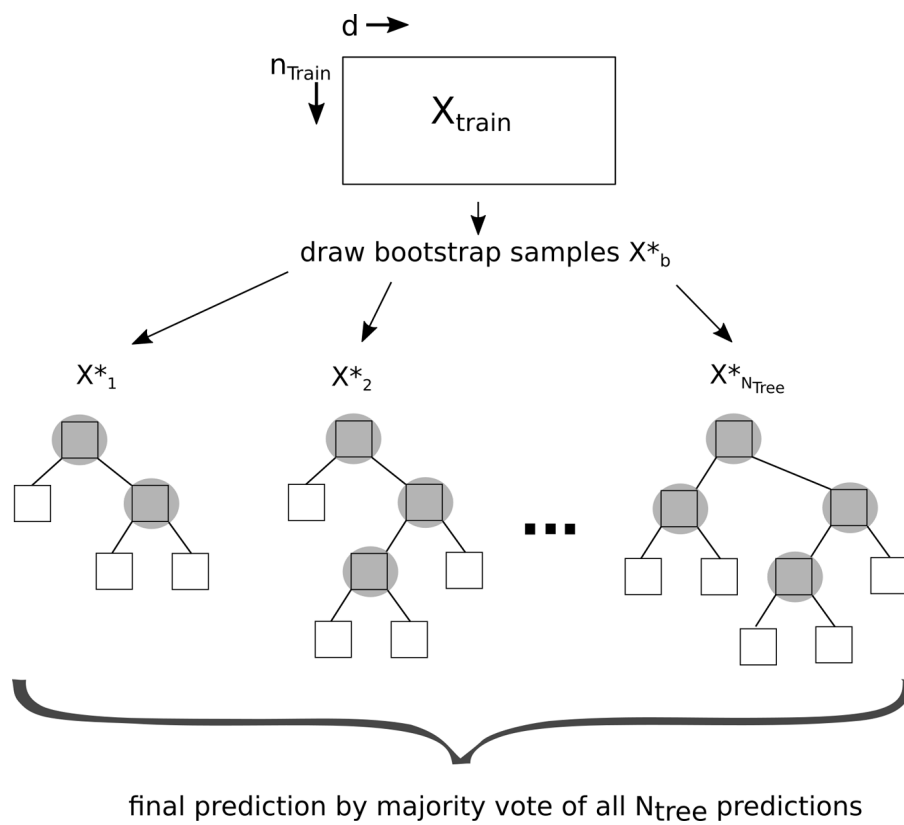 d
nTrain
Xtrain
draw bootstrap samples X*b
X*1
X*2
X*NTree
...
final prediction by majority vote of all Ntree predictions